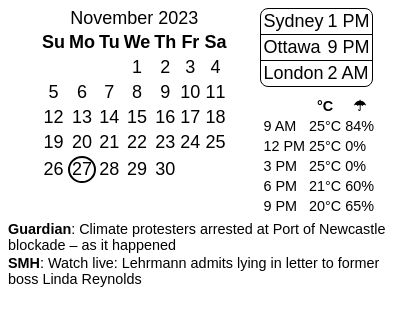 November 2023
Su Mo Tu We Th Fr Sa
1 2 3 4
5 6 7 8 9 10 11
12 13 14 15 16 17 18
19 20 21 22 23 24 25
26 27 28 29 30
Sydney 1 PM
Ottawa 9 PM
London 2 AM
°C ☂
9 AM 25°C 84%
12 PM 25°C 0%
3 PM 25°C 0%
6 PM 21°C 60%
9 PM 20°C 65%
Guardian: Climate protesters arrested at Port of Newcastle
blockade – as it happened
SMH: Watch live: Lehrmann admits lying in letter to former
boss Linda Reynolds